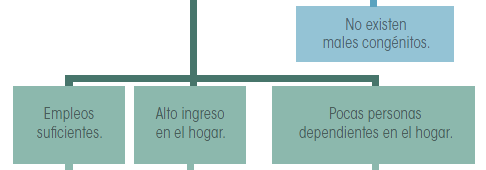 No existen
males congénitos.
Empleos
suficientes.
Alto ingreso
en el hogar.
Pocas personas
dependientes en el hogar.